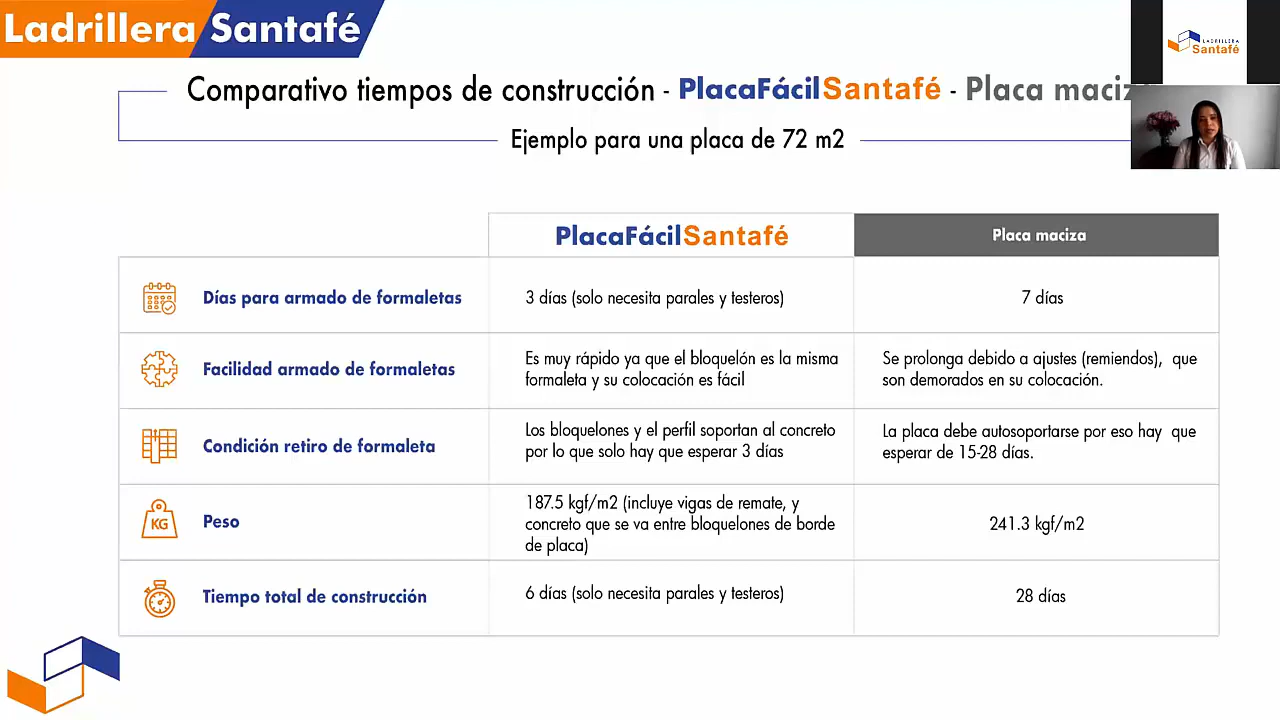 Ladrillera Santafé
LADRILLERA
Santafé
Comparativo tiempos de construcción - PlacaFácilSantafé - Placa maciz
Ejemplo para una placa de 72 m2
PlacaFácilSantafé
Placa maciza
Días para armado de formaletas
3 días (solo necesita parales y testeros)
7 días
Facilidad armado de formaletas
Es muy rápido ya que el bloquelón es la misma
formaleta y su colocación es fácil
Se prolonga debido a ajustes (remiendos), que
son demorados en su colocación.
Condición retiro de formaleta
Los bloquelones y el perfil soportan al concreto
por lo que solo hay que esperar 3 días
La placa debe autosoportarse por eso hay que
esperar de 15-28 días.
KG
Peso
187.5 kgf/m2 (incluye vigas de remate, y
concreto que se va entre bloquelones de borde
de placa)
241.3 kgf/m2
Tiempo total de construcción
6 días (solo necesita parales y testeros)
28 días